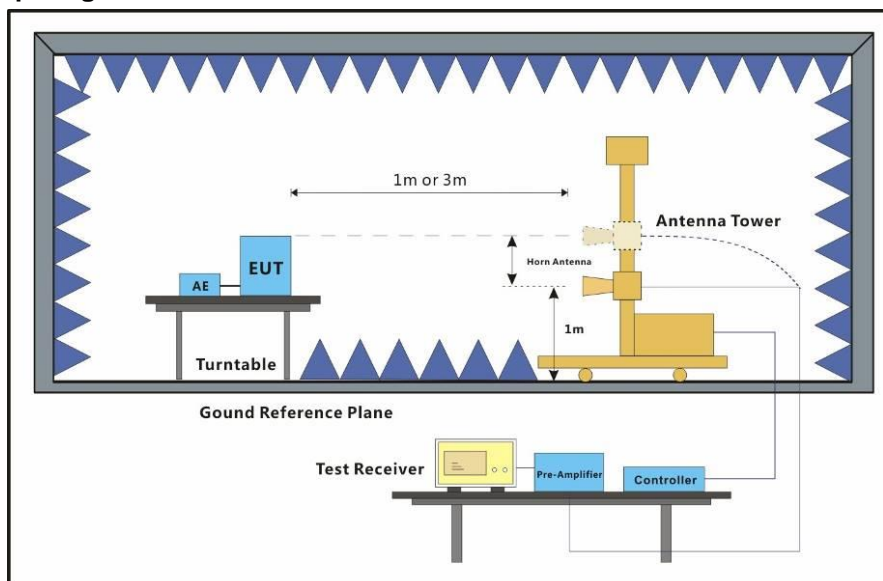 1m or 3m
Antenna Tower
Horn Antenna
EUT
AE
1m
Turntable
Gound Reference Plane
Test Receiver
Pre-Amplifier
Controller